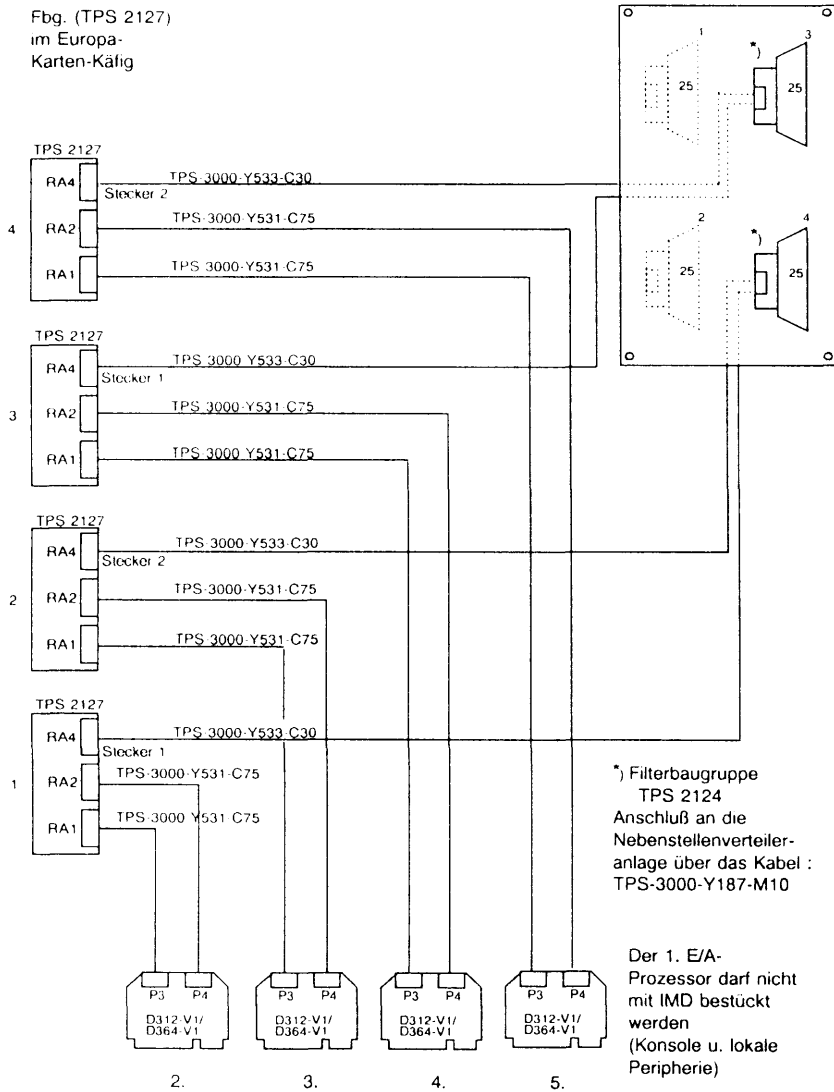 Fbg. (TPS 2127)
im Europa-
Karten-Käfig
1
3
*)
25
25
2
4
*)
25
25
TPS 2127
4
RA4
Stecker 2
TPS-3000-Y533-C30
RA2
TPS-3000-Y531-C75
RA1
TPS-3000-Y531-C75
TPS 2127
3
RA4
Stecker 1
TPS 3000-Y533-C30
RA2
TPS-3000-Y531-C75
RA1
TPS-3000 Y531-C75
TPS 2127
2
RA4
Stecker 2
TPS-3000-Y533-C30
RA2
TPS-3000-Y531-C75
RA1
TPS-3000-Y531-C75
TPS 2127
1
RA4
Stecker 1
TPS-3000-Y533-C30
RA2
TPS-3000-Y531-C75
RA1
TPS-3000 Y531-C75
*) Filterbaugruppe
TPS 2124
Anschluß an die
Nebenstellenverteiler-
anlage über das Kabel :
TPS-3000-Y187-M10
Der 1. E/A-
Prozessor darf nicht
mit IMD bestückt
werden
(Konsole u. lokale
Peripherie)
P3 P4
D312-V1/
D364-V1
2.
P3 P4
D312-V1/
D364-V1
3.
P3 P4
D312-V1/
D364-V1
4.
P3 P4
D312-V1/
D364-V1
5.